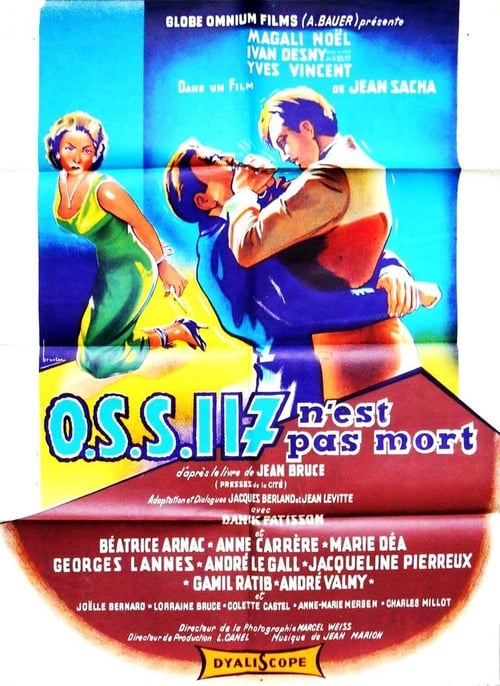 GLOBE OMNIUM FILMS (A. BAUER) présente
MAGALI NOËL
IVAN DESNY
YVES VINCENT
DANS UN FILM DE JEAN SACHA
O.S.S. 117 n'est
pas mort
d'après le livre de JEAN BRUCE
(PRESSES de la CITÉ)
Adaptation et Dialogues JACQUES BERLAND et JEAN LEVITTE
avec
DANIK PATISSON
et
BÉATRICE ARNAC * ANNE CARRÈRE * MARIE DÉA
GEORGES LANNES * ANDRÉ LE GALL * JACQUELINE PIERREUX
* GAMIL RATIB * ANDRÉ VALMY *
et
JOËLLE BERNARD * LORRAINE BRUCE * COLETTE CASTEL * ANNE-MARIE MERSEN * CHARLES MILLOT
Directeur de la Photographie MARCEL WEISS
Directeur de Production L. CAMEL Musique de JEAN MARION
DYALISCOPE